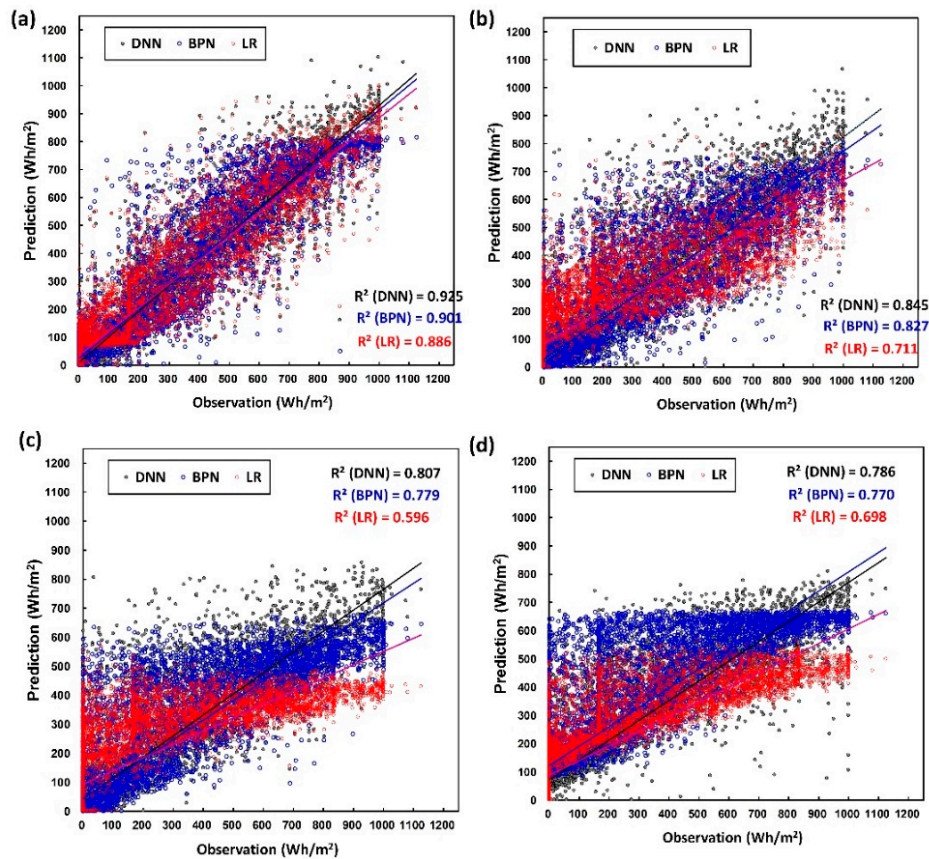 (a)
DNN BPN LR
1200
1100
1000
900
800
700
600
500
400
300
200
100
0
Prediction (Wh/m²)
R² (DNN) = 0.925
R² (BPN) = 0.901
R² (LR) = 0.886
0 100 200 300 400 500 600 700 800 900 1000 1100 1200
Observation (Wh/m²)
(b)
DNN BPN LR
1200
1100
1000
900
800
700
600
500
400
300
200
100
0
Prediction (Wh/m²)
R² (DNN) = 0.845
R² (BPN) = 0.827
R² (LR) = 0.711
0 100 200 300 400 500 600 700 800 900 1000 1100 1200
Observation (Wh/m²)
(c)
DNN BPN LR
R² (DNN) = 0.807
R² (BPN) = 0.779
R² (LR) = 0.596
1200
1100
1000
900
800
700
600
500
400
300
200
100
0
Prediction (Wh/m²)
0 100 200 300 400 500 600 700 800 900 1000 1100 1200
Observation (Wh/m²)
(d)
DNN BPN LR
R² (DNN) = 0.786
R² (BPN) = 0.770
R² (LR) = 0.698
1200
1100
1000
900
800
700
600
500
400
300
200
100
0
Prediction (Wh/m²)
0 100 200 300 400 500 600 700 800 900 1000 1100 1200
Observation (Wh/m²)